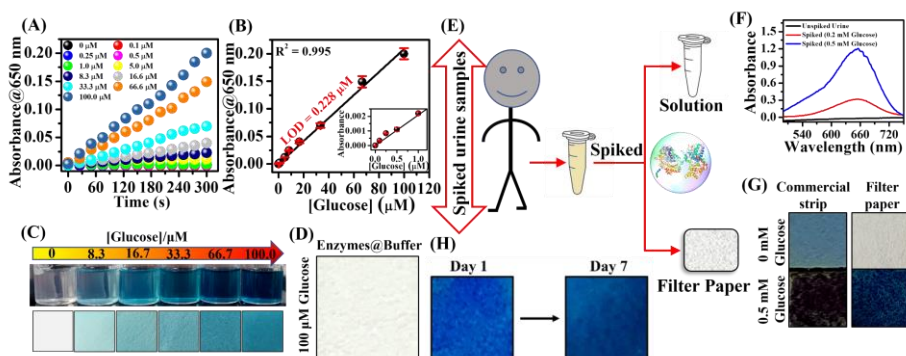 (A)
0 μM
0.1 μM
0.25 μM
0.5 μM
1.0 μM
5.0 μM
8.3 μM
16.6 μM
33.3 μM
66.6 μM
100.0 μM
Absorbance@650 nm
0.20
0.15
0.10
0.05
0.00
0 60 120 180 240 300
Time (s)
(B)
R² = 0.995
LOD = 0.228 μM
Absorbance@650 nm
0.20
0.15
0.10
0.05
0.00
0 20 40 60 80 100 120
[Glucose] (μM)
Absorbance
0.002
0.001
0.000
0.0 0.5 1.0
[Glucose] (μM)
(C)
[Glucose]/μM
0 8.3 16.7 33.3 66.7 100.0
(D)
Enzymes@Buffer
100 μM Glucose
(E)
Spiked urine samples
Spiked
Solution
Filter Paper
(F)
Unspiked Urine
Spiked (0.2 mM Glucose)
Spiked (0.5 mM Glucose)
Absorbance
1.5
1.2
0.9
0.6
0.3
0.0
540 600 660 720
Wavelength (nm)
(G)
Commercial strip
Filter paper
0 mM Glucose
0.5 mM Glucose
(H)
Day 1
Day 7